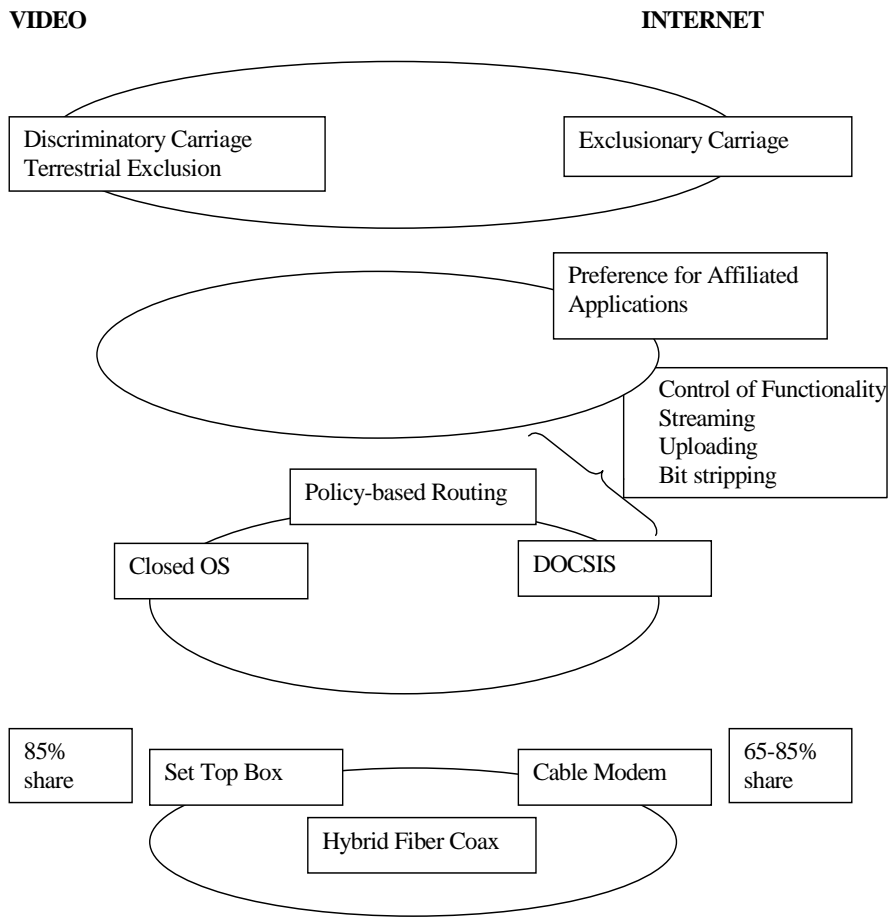 VIDEO
INTERNET
Discriminatory Carriage
Terrestrial Exclusion
Exclusionary Carriage
Preference for Affiliated
Applications
Control of Functionality
Streaming
Uploading
Bit stripping
Policy-based Routing
Closed OS
DOCSIS
85%
share
Set Top Box
Cable Modem
65-85%
share
Hybrid Fiber Coax